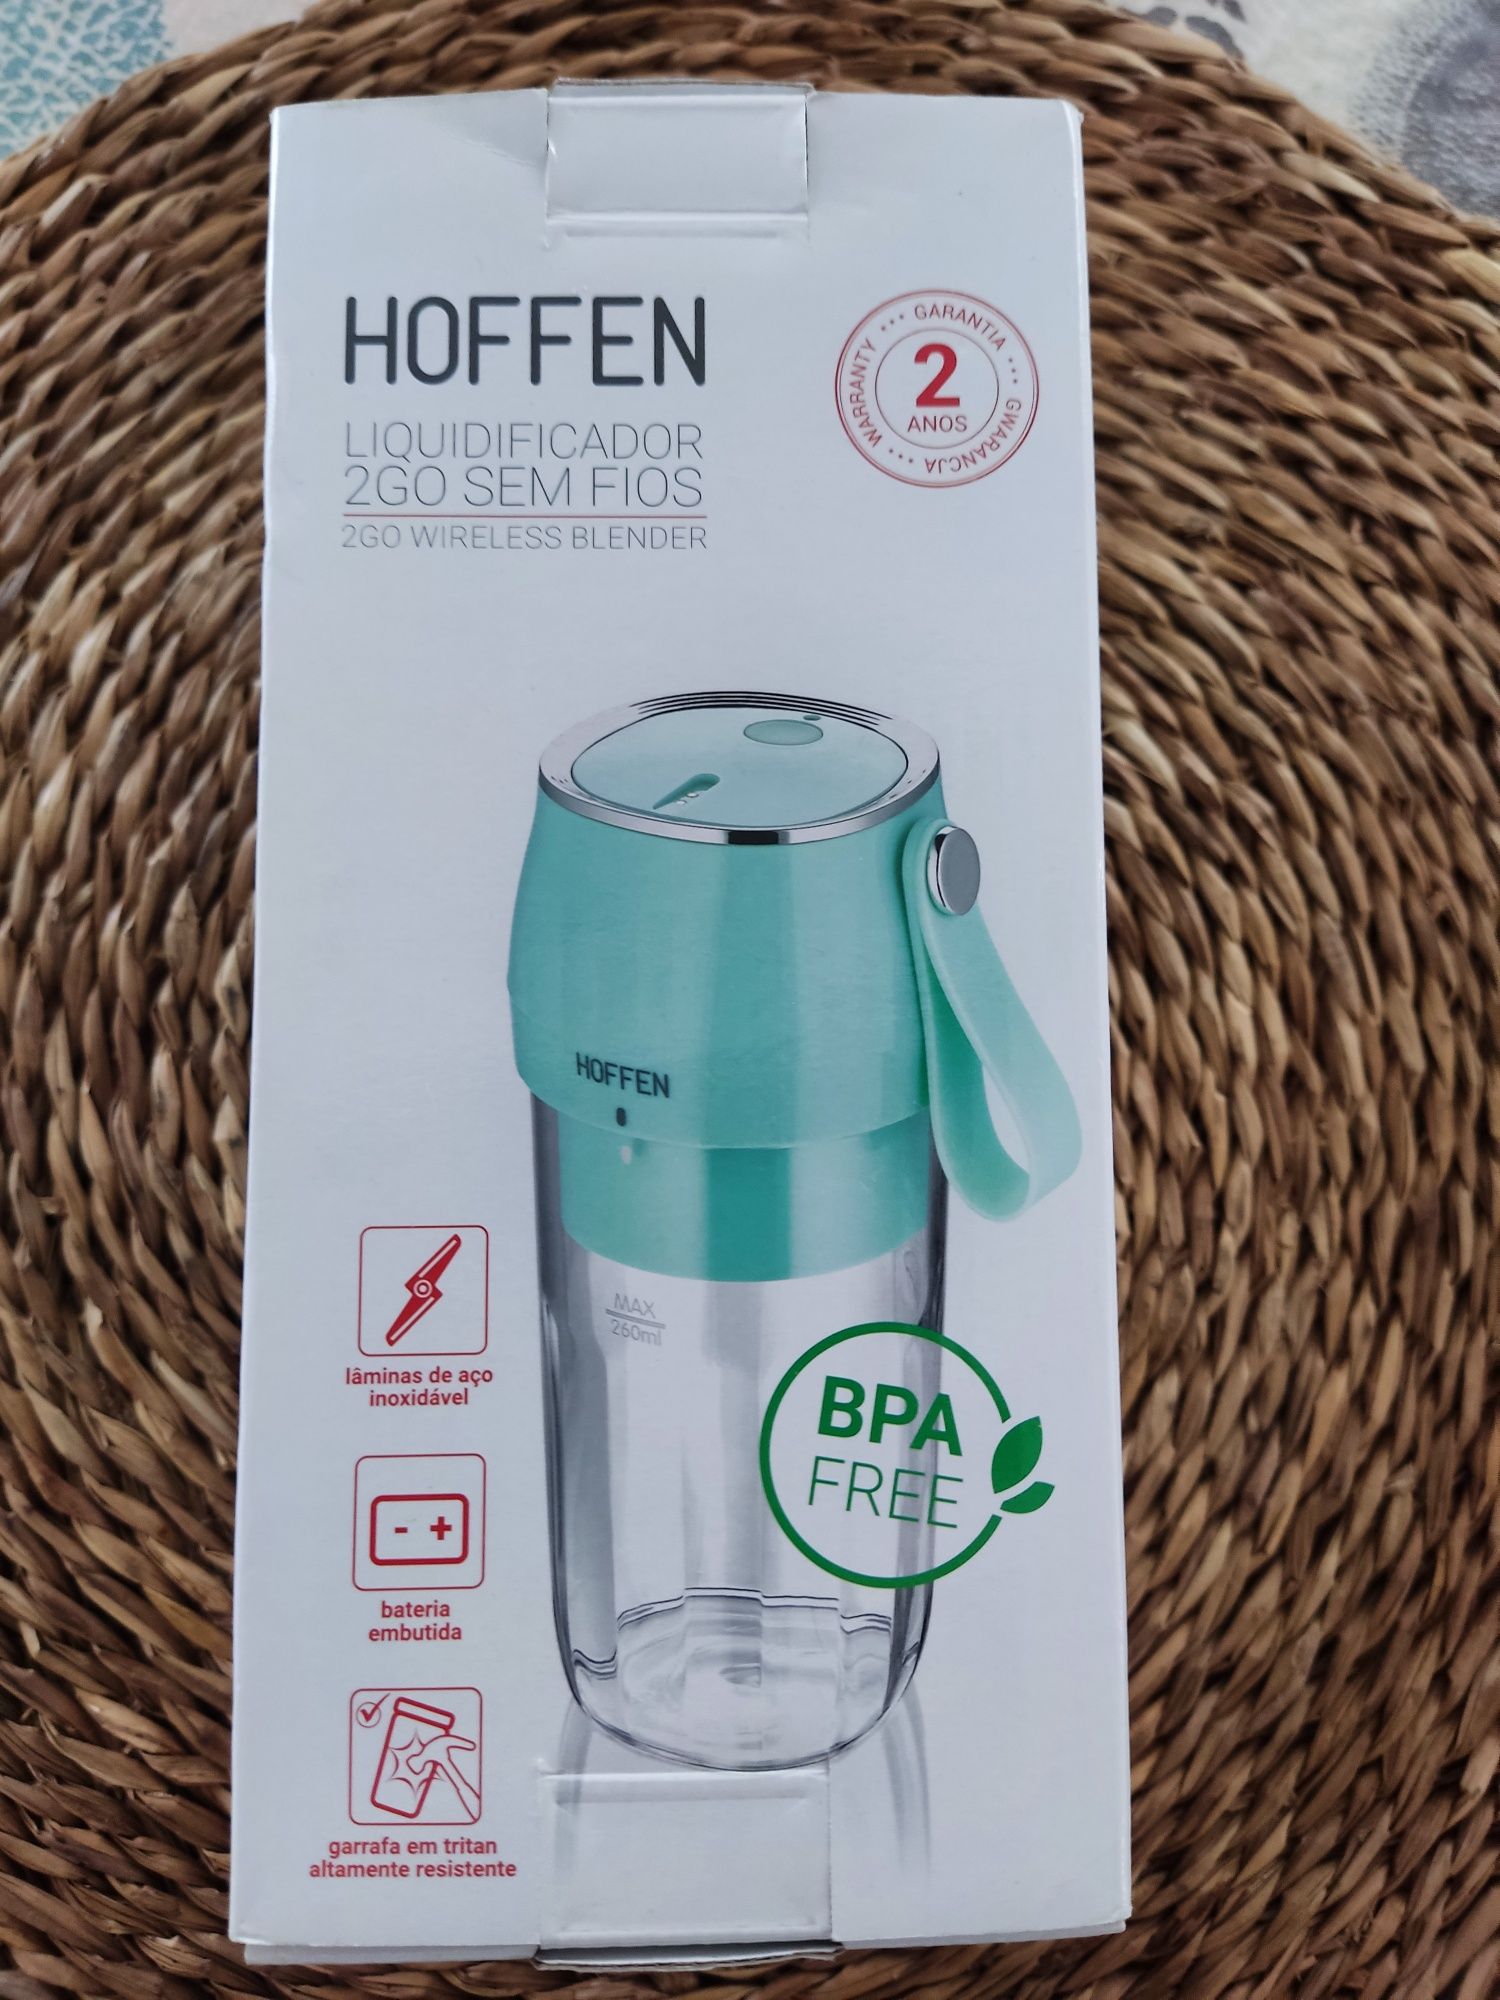 HOFFEN
LIQUIDIFICADOR
2GO SEM FIOS
2GO WIRELESS BLENDER
GARANTIA ••• GWARANCJA ••• WARRANTY •••
2
ANOS
HOFFEN
MAX
260ml
BPA
FREE
lâminas de aço
inoxidável
- +
bateria
embutida
garrafa em tritan
altamente resistente